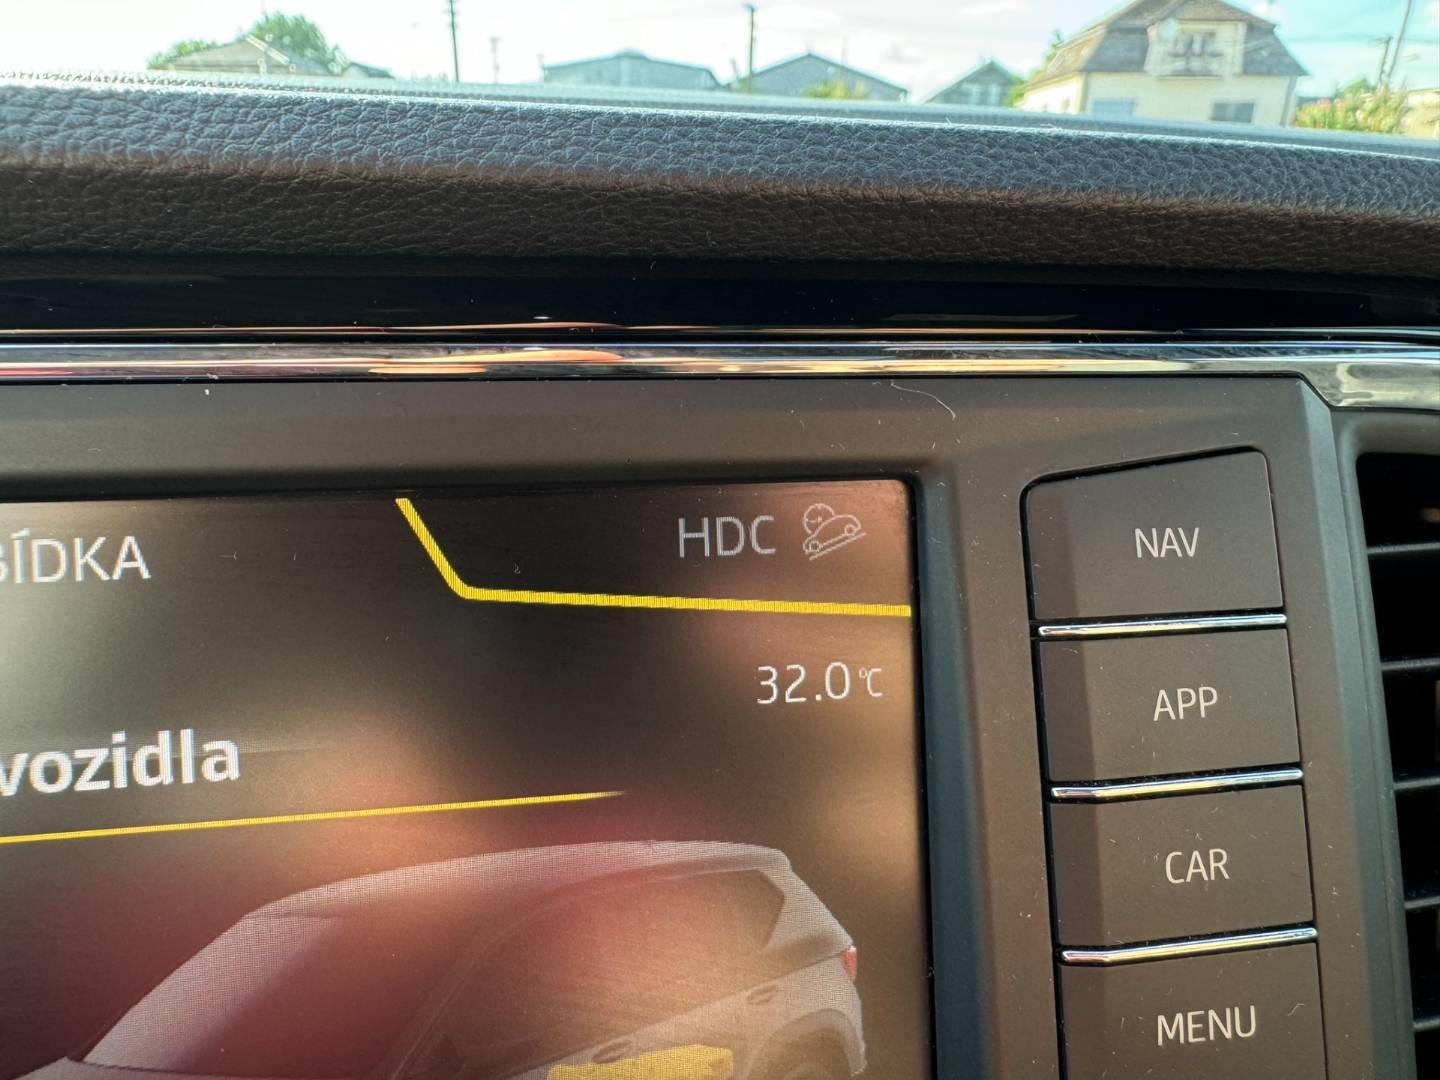 BÍDKA
HDC
32.0 °C
vozidla
NAV
APP
CAR
MENU